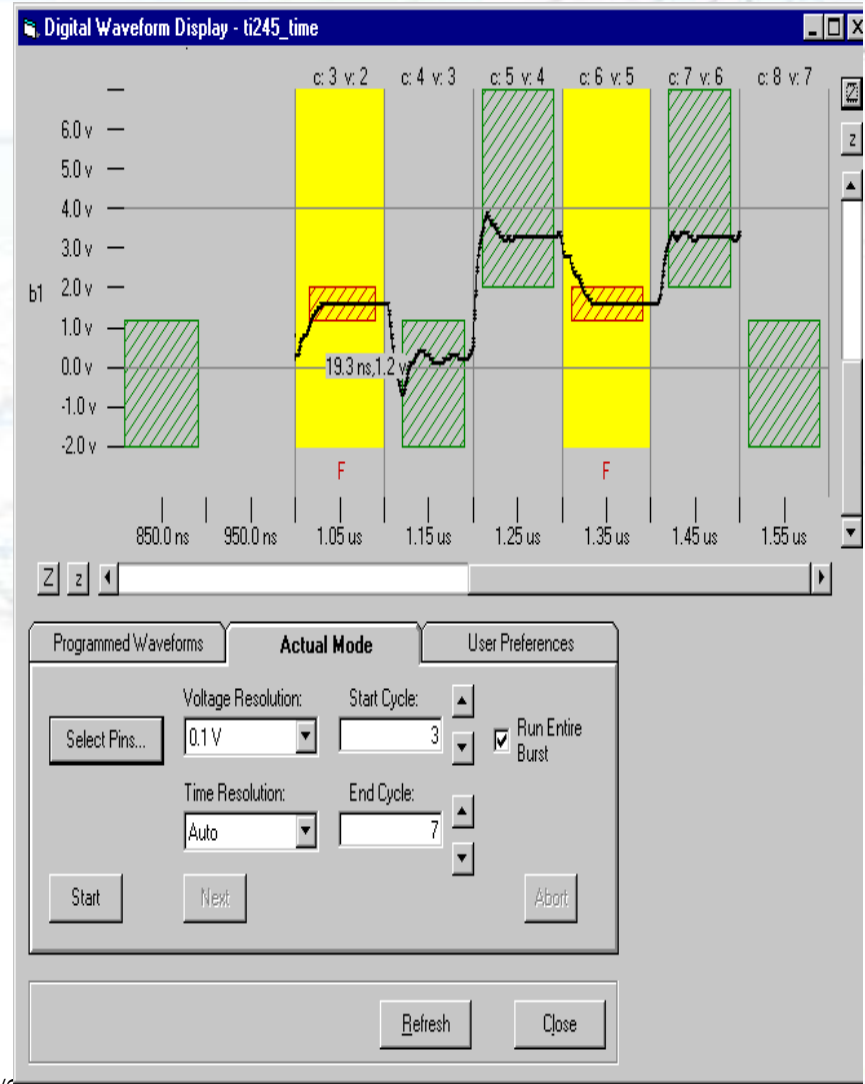 Digital Waveform Display - ti245_time
c: 3 v: 2 c: 4 v: 3 c: 5 v: 4 c: 6 v: 5 c: 7 v: 6 c: 8 v: 7
Z
z
6.0 v
5.0 v
4.0 v
3.0 v
b1 2.0 v
1.0 v
0.0 v
19.3 ns,1.2 v
-1.0 v
-2.0 v
F F
850.0 ns 950.0 ns 1.05 us 1.15 us 1.25 us 1.35 us 1.45 us 1.55 us
Z z
Programmed Waveforms Actual Mode User Preferences
Voltage Resolution: Start Cycle:
Select Pins... 0.1 V 3 Run Entire
Burst
Time Resolution: End Cycle:
Auto 7
Start Next Abort
Refresh Close